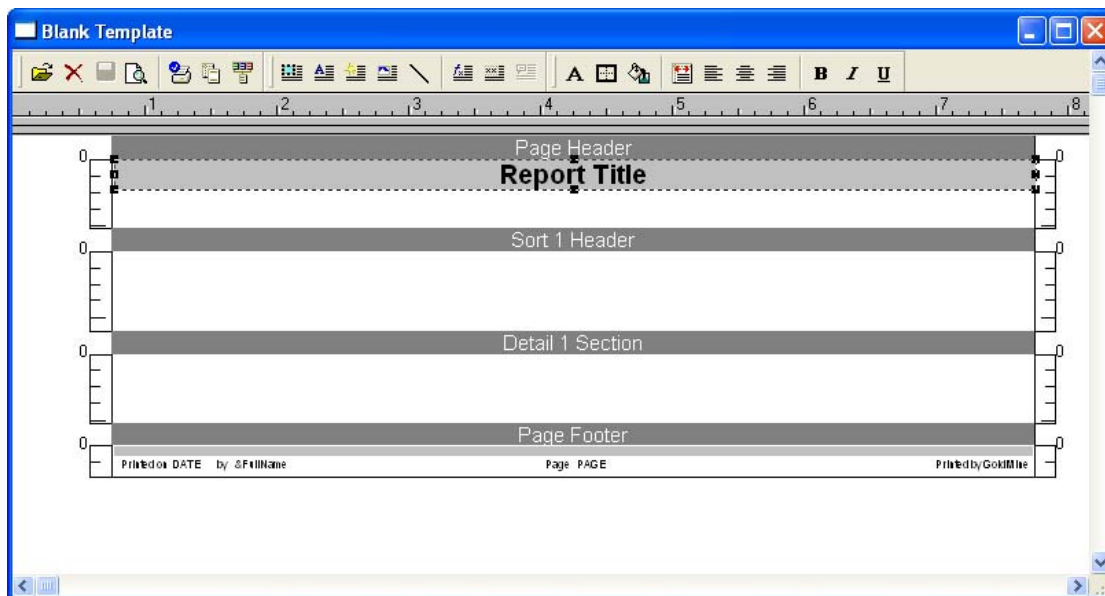 Blank Template
A B I U
1 2 3 4 5 6 7 8
Page Header
0 0
Report Title
Sort 1 Header
0 0
Detail 1 Section
0 0
Page Footer
0 0
Printed on DATE by &FullName Page PAGE Printed by GoldMine